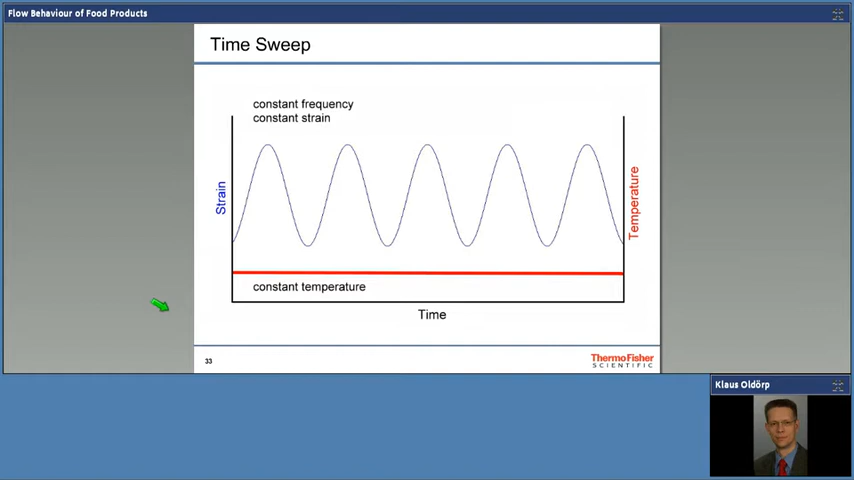 Flow Behaviour of Food Products
Time Sweep
constant frequency
constant strain
Strain
Temperature
constant temperature
Time
33
ThermoFisher
SCIENTIFIC
Klaus Oldörp